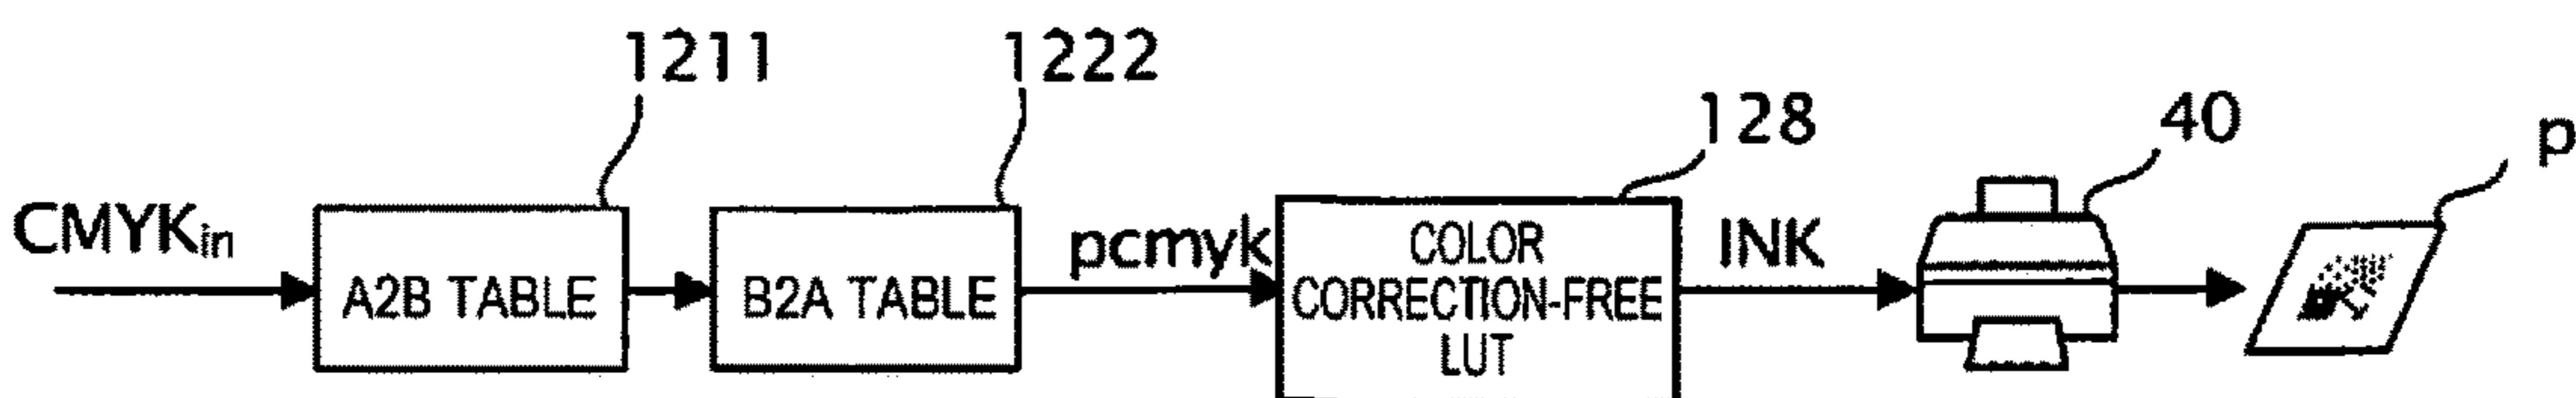 1211
1222
128
40
p
CMYKin
A2B TABLE
B2A TABLE
pcmyk
COLOR
CORRECTION-FREE
LUT
INK